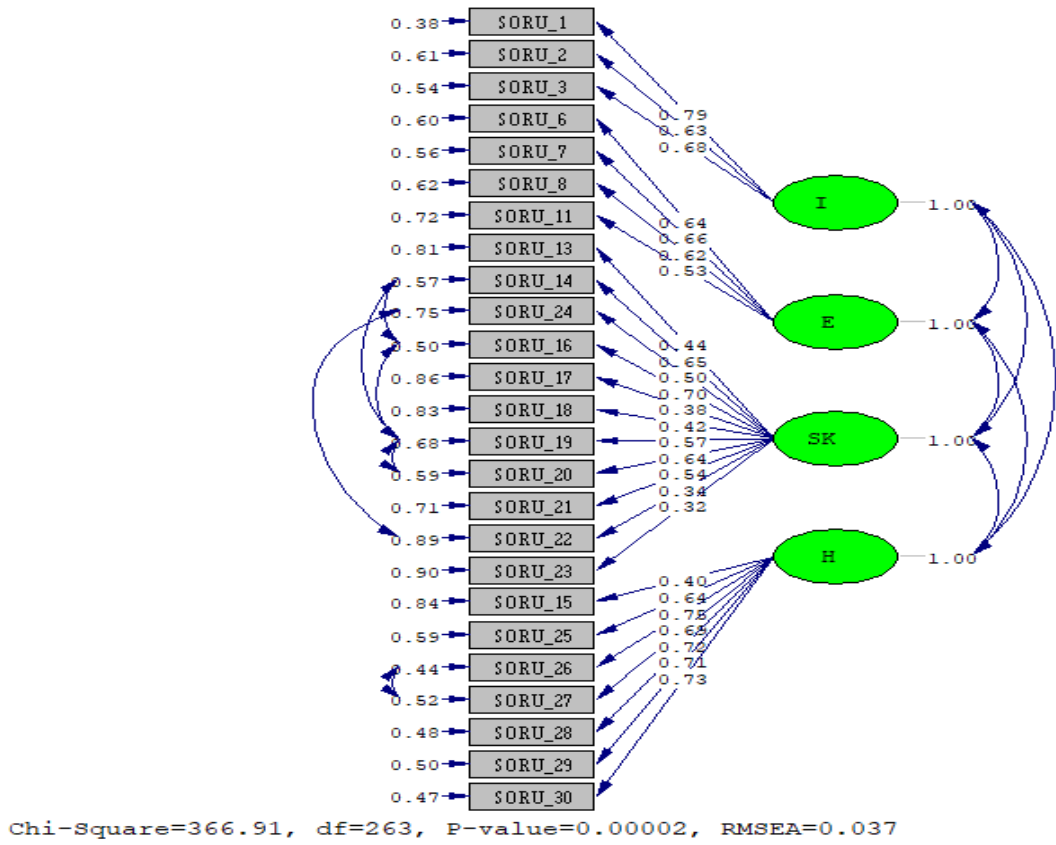 0.38 SORU_1
0.61 SORU_2
0.54 SORU_3
0.60 SORU_6
0.56 SORU_7
0.62 SORU_8
0.72 SORU_11
0.81 SORU_13
0.57 SORU_14
0.75 SORU_24
0.50 SORU_16
0.86 SORU_17
0.83 SORU_18
0.68 SORU_19
0.59 SORU_20
0.71 SORU_21
0.89 SORU_22
0.90 SORU_23
0.84 SORU_15
0.59 SORU_25
0.44 SORU_26
0.52 SORU_27
0.48 SORU_28
0.50 SORU_29
0.47 SORU_30
0.79
0.63
0.68
0.64
0.66
0.62
0.53
0.44
0.65
0.50
0.70
0.38
0.42
0.57
0.64
0.54
0.34
0.32
0.40
0.64
0.75
0.69
0.72
0.71
0.73
I 1.00
E 1.00
SK 1.00
H 1.00
Chi-Square=366.91, df=263, P-value=0.00002, RMSEA=0.037